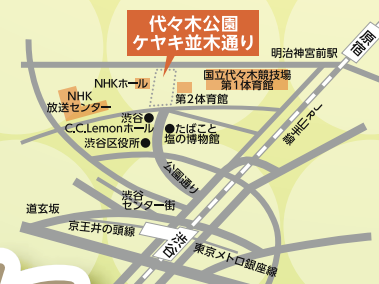 代々木公園
ケヤキ並木通り
原宿
明治神宮前駅
NHKホール
国立代々木競技場
第1体育館
NHK
放送センター
第2体育館
JR山手線
渋谷
C.C.Lemonホール
渋谷区役所
たばこと
塩の博物館
公園通り
渋谷
センター街
道玄坂
京王井の頭線
渋谷
東京メトロ銀座線